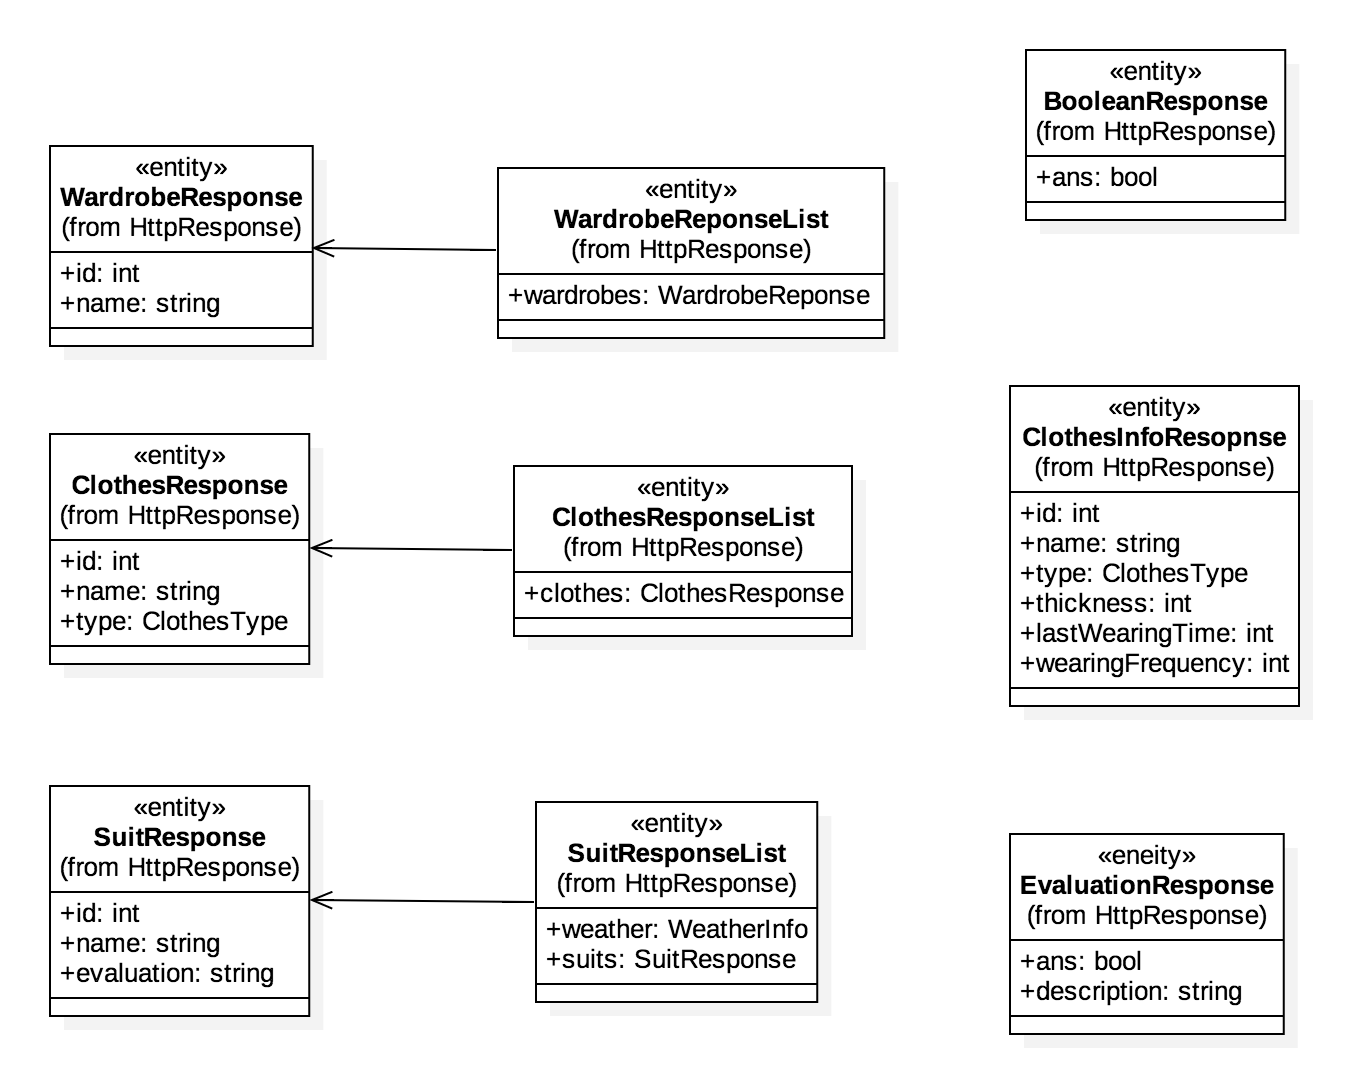 «entity»
WardrobeResponse
(from HttpResponse)
+id: int
+name: string
«entity»
WardrobeReponseList
(from HttpResponse)
+wardrobes: WardrobeReponse
«entity»
BooleanResponse
(from HttpResponse)
+ans: bool
«entity»
ClothesResponse
(from HttpResponse)
+id: int
+name: string
+type: ClothesType
«entity»
ClothesResponseList
(from HttpResponse)
+clothes: ClothesResponse
«entity»
ClothesInfoResopnse
(from HttpResponse)
+id: int
+name: string
+type: ClothesType
+thickness: int
+lastWearingTime: int
+wearingFrequency: int
«entity»
SuitResponse
(from HttpResponse)
+id: int
+name: string
+evaluation: string
«entity»
SuitResponseList
(from HttpResponse)
+weather: WeatherInfo
+suits: SuitResponse
«eneity»
EvaluationResponse
(from HttpResponse)
+ans: bool
+description: string